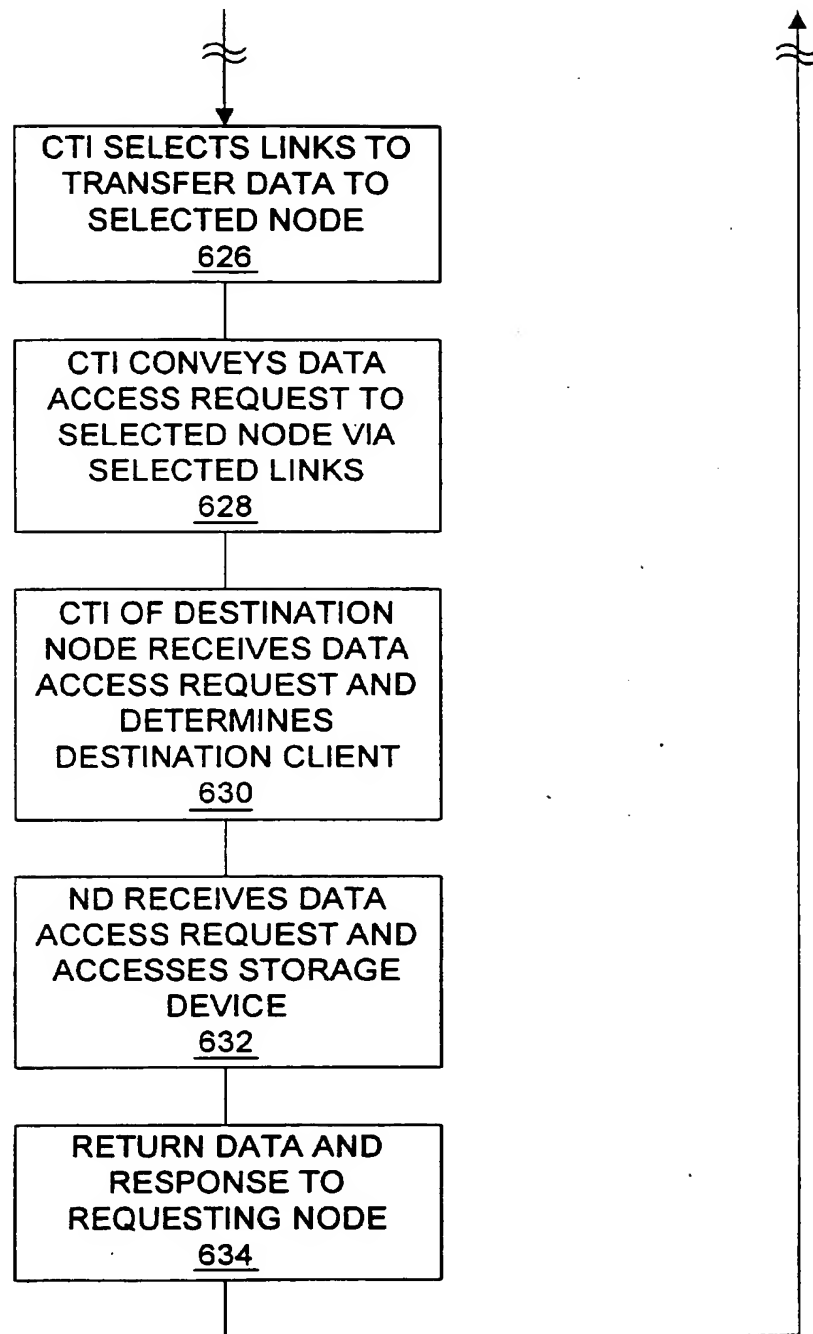 CTI SELECTS LINKS TO
TRANSFER DATA TO
SELECTED NODE
626
CTI CONVEYS DATA
ACCESS REQUEST TO
SELECTED NODE VIA
SELECTED LINKS
628
CTI OF DESTINATION
NODE RECEIVES DATA
ACCESS REQUEST AND
DETERMINES
DESTINATION CLIENT
630
ND RECEIVES DATA
ACCESS REQUEST AND
ACCESSES STORAGE
DEVICE
632
RETURN DATA AND
RESPONSE TO
REQUESTING NODE
634